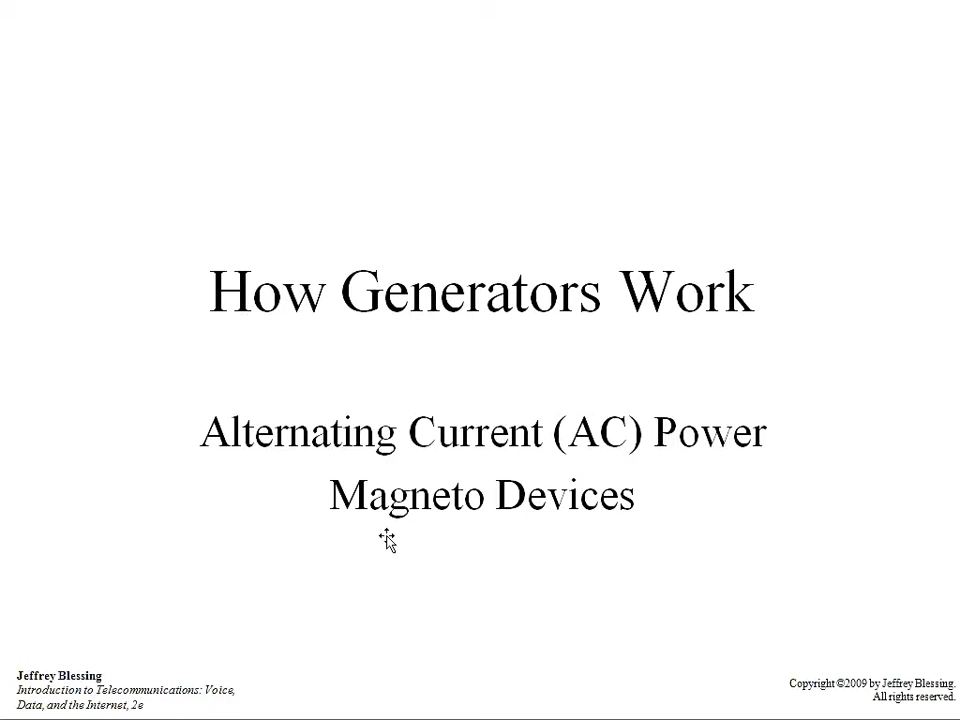 How Generators Work
Alternating Current (AC) Power
Magneto Devices
Jeffrey Blessing
Introduction to Telecommunications: Voice,
Data, and the Internet, 2e
Copyright ©2009 by Jeffrey Blessing.
All rights reserved.